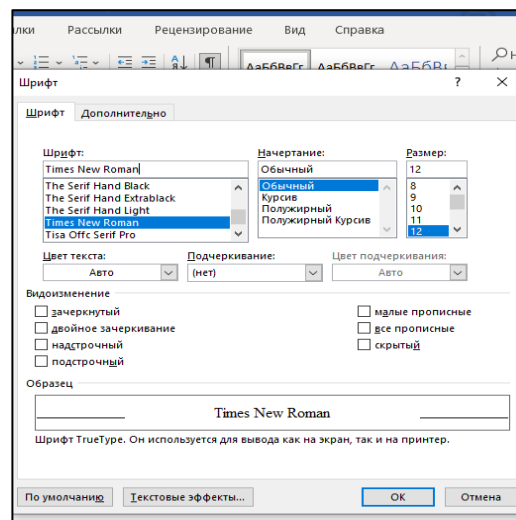 лки Рассылки Рецензирование Вид Справка
АаБбВвГг АаБбВвГг
Шрифт ? ×
Шрифт Дополнительно
Шрифт: Начертание: Размер:
Times New Roman Обычный 12
The Serif Hand Black Обычный 8
The Serif Hand Extrablack Курсив 9
The Serif Hand Light Полужирный 10
Times New Roman Полужирный Курсив 11
Tisa Offc Serif Pro 12
Цвет текста: Подчеркивание: Цвет подчеркивания:
Авто (нет) Авто
Видоизменение
зачеркнутый малые прописные
двойное зачеркивание все прописные
надстрочный скрытый
подстрочный
Образец
Times New Roman
Шрифт TrueType. Он используется для вывода как на экран, так и на принтер.
По умолчанию Текстовые эффекты... ОК Отмена